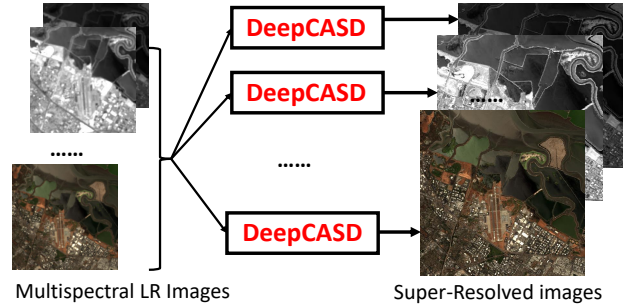 DeepCASD
DeepCASD
......
......
......
DeepCASD
Multispectral LR Images
Super-Resolved images